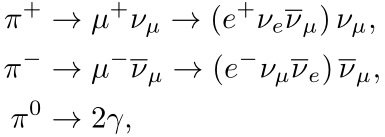 π⁺ → μ⁺ν_μ → (e⁺ν_e ν̅_μ) ν_μ,
π⁻ → μ⁻ν̅_μ → (e⁻ν_μ ν̅_e) ν̅_μ,
π⁰ → 2γ,